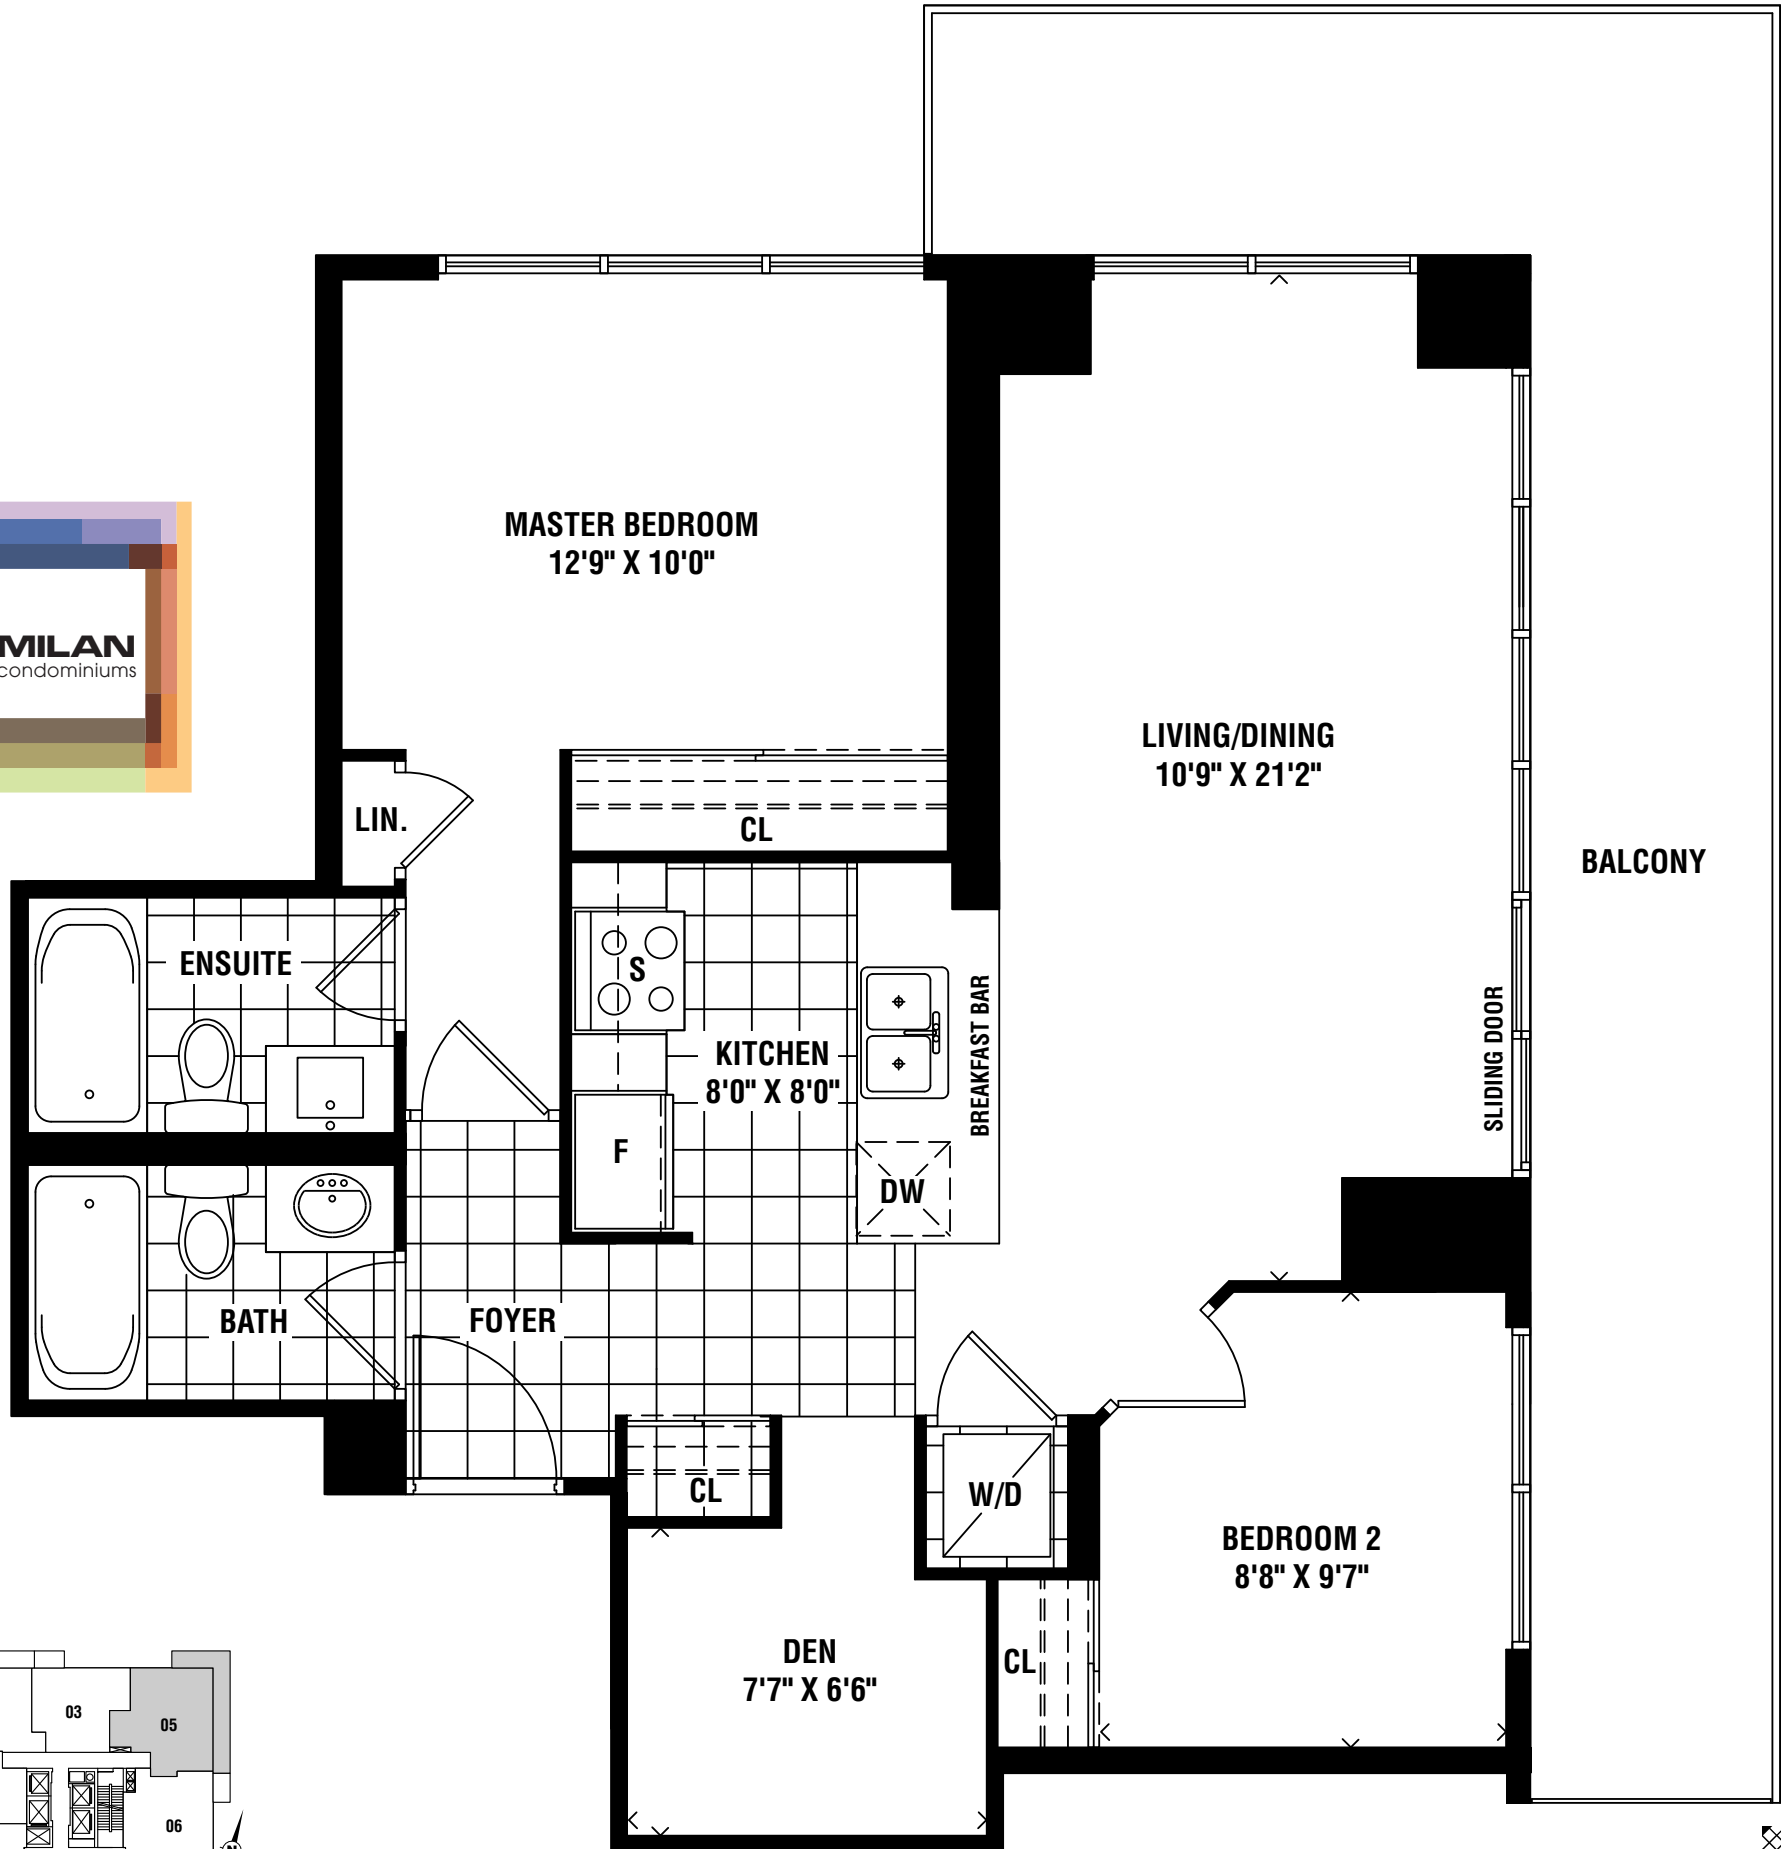 MASTER BEDROOM
12'9" X 10'0"
MILAN
condominiums
LIVING/DINING
10'9" X 21'2"
LIN.
CL
BALCONY
ENSUITE
S
KITCHEN
8'0" X 8'0"
BREAKFAST BAR
SLIDING DOOR
F
DW
BATH
FOYER
CL
W/D
BEDROOM 2
8'8" X 9'7"
DEN
7'7" X 6'6"
CL
03
05
06
N